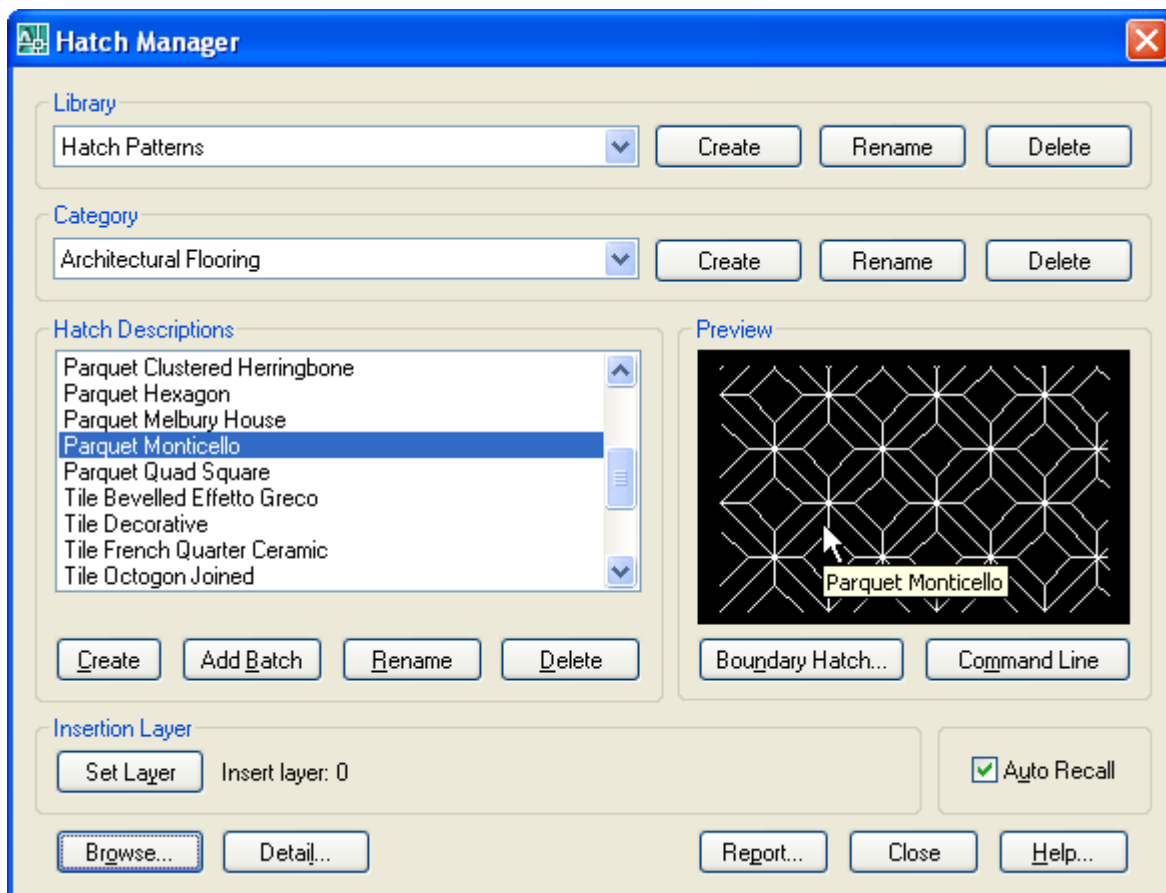 Hatch Manager
Library
Hatch Patterns Create Rename Delete
Category
Architectural Flooring Create Rename Delete
Hatch Descriptions
Parquet Clustered Herringbone
Parquet Hexagon
Parquet Melbury House
Parquet Monticello
Parquet Quad Square
Tile Bevelled Effetto Greco
Tile Decorative
Tile French Quarter Ceramic
Tile Octogon Joined
Create Add Batch Rename Delete
Preview
Parquet Monticello
Boundary Hatch... Command Line
Insertion Layer
Set Layer Insert layer: 0
Auto Recall
Browse... Detail... Report... Close Help...